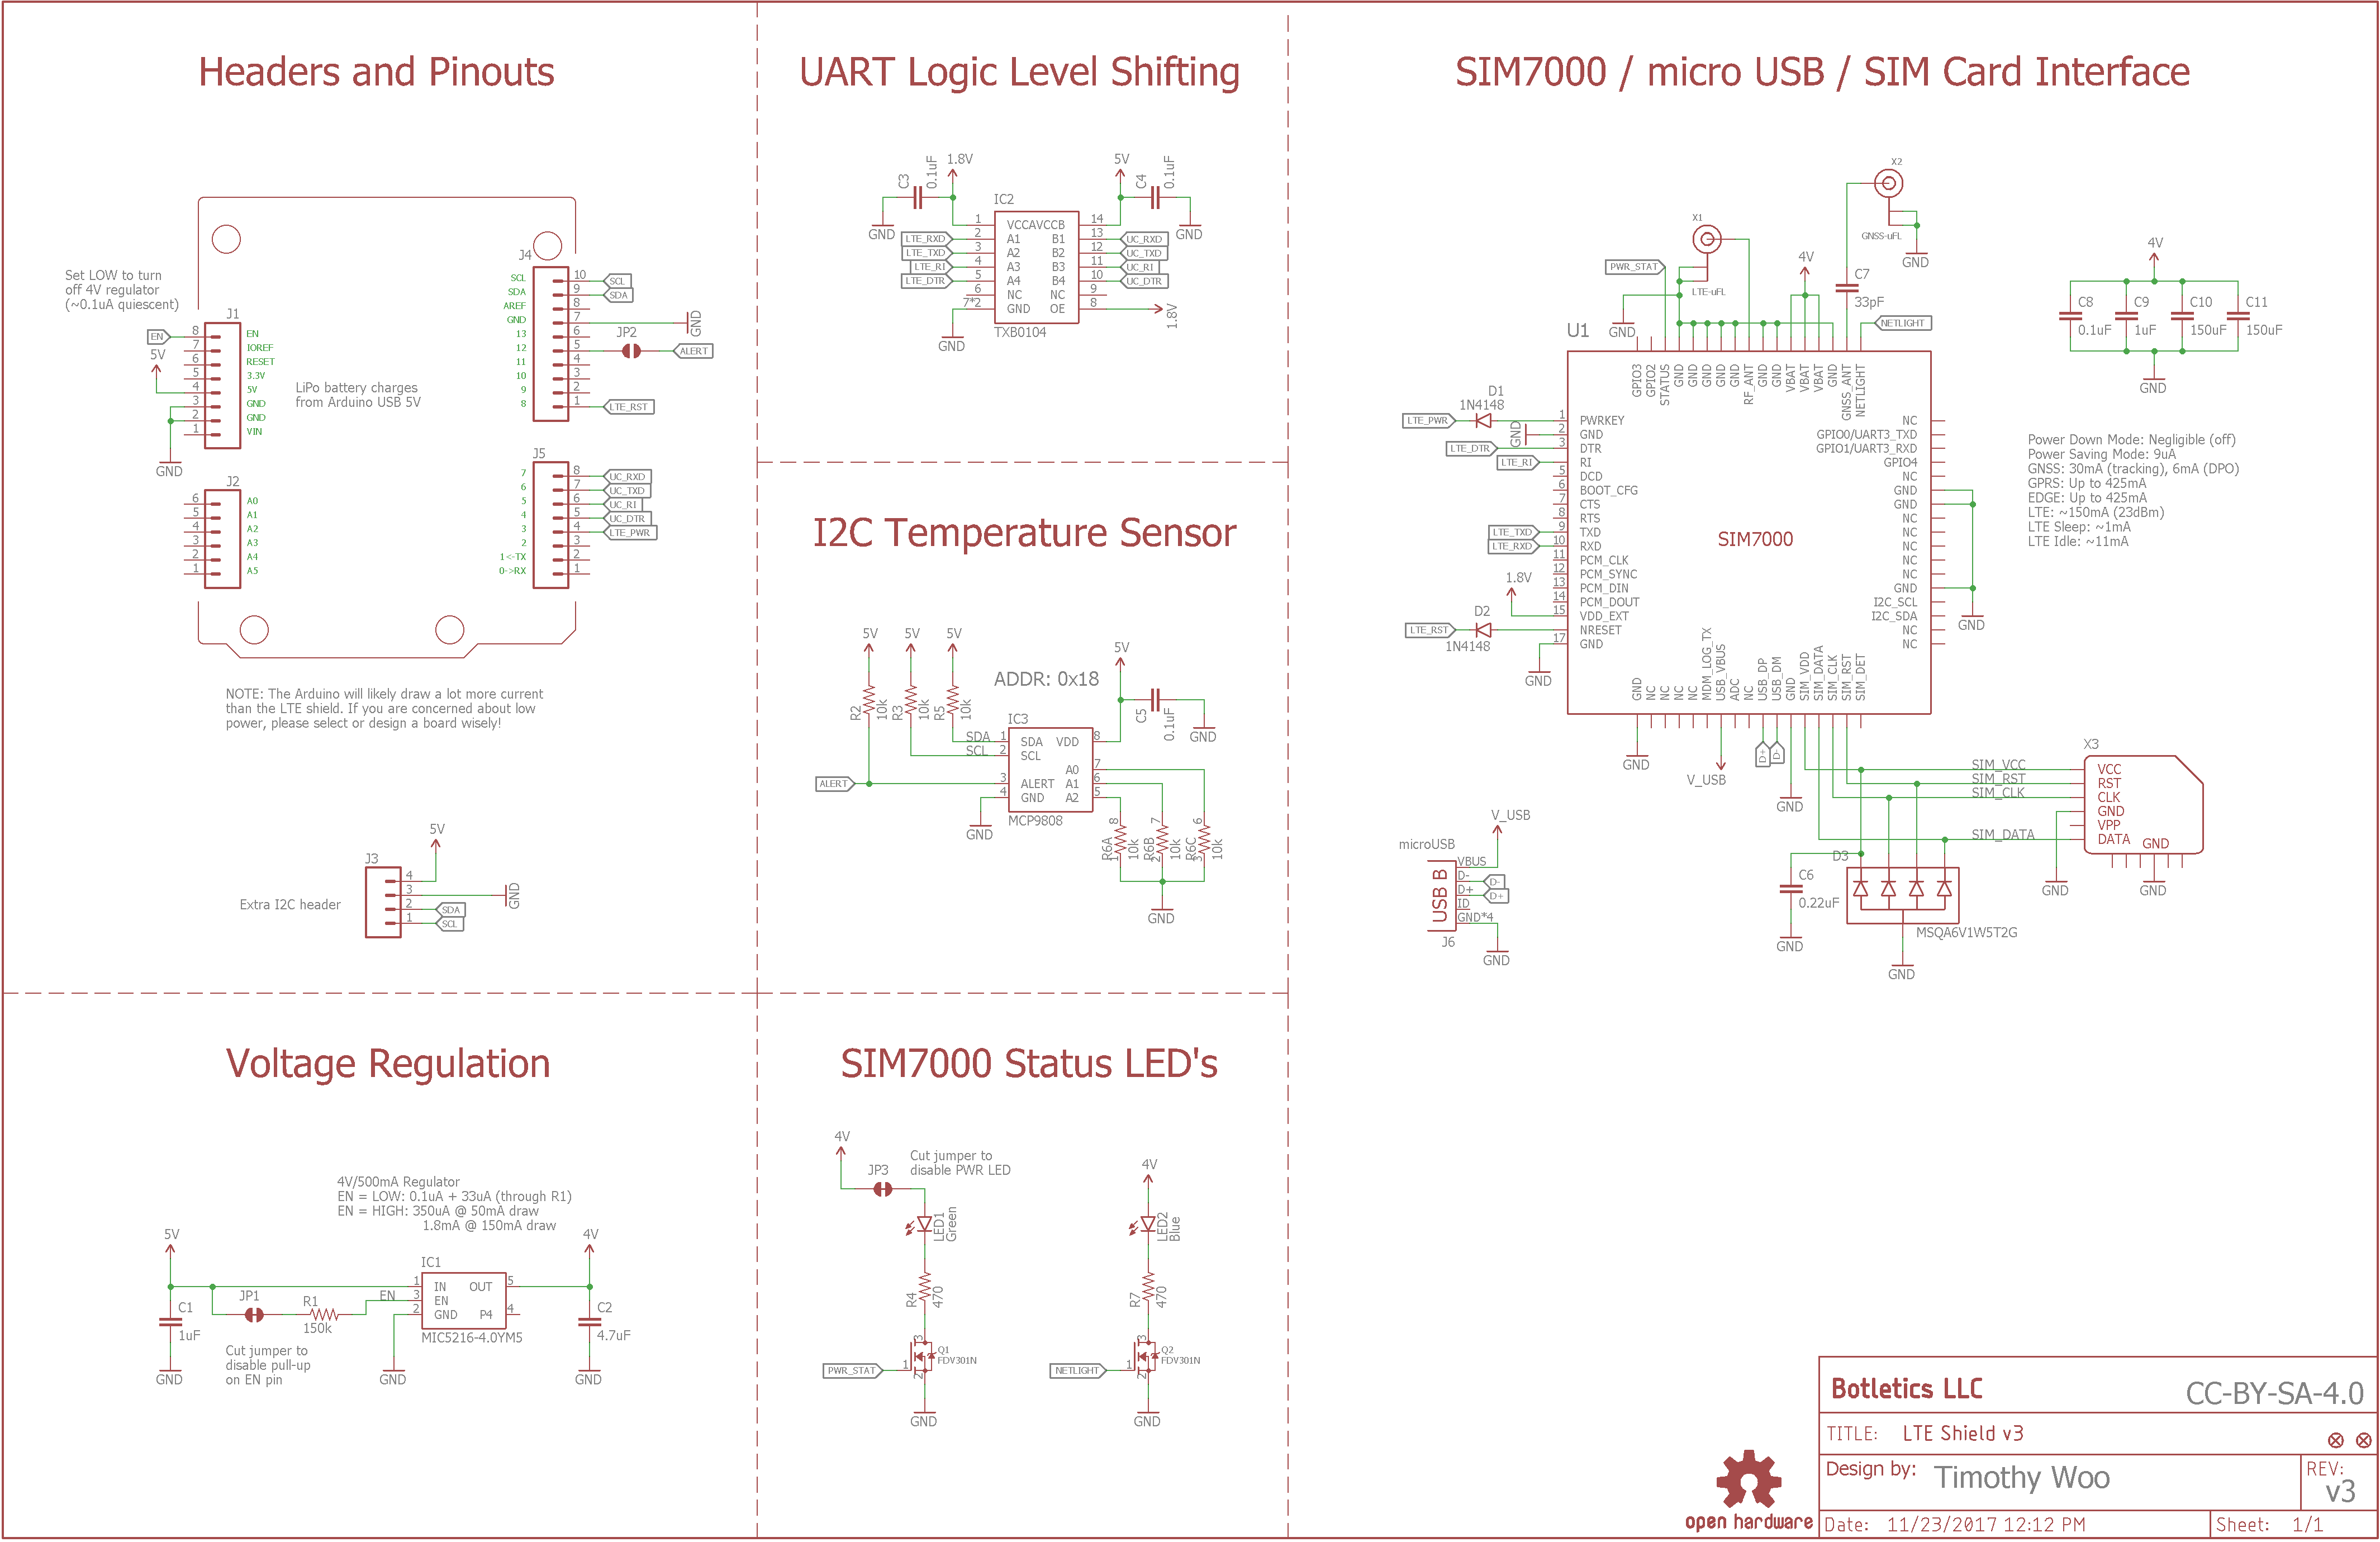 Headers and Pinouts
Set LOW to turn
off 4V regulator
(~0.1uA quiescent)
J1
EN
5V
8
7
6
5
4
3
2
1
EN
IOREF
RESET
3.3V
5V
GND
GND
VIN
GND
LiPo battery charges
from Arduino USB 5V
J2
6
5
4
3
2
1
A0
A1
A2
A3
A4
A5
J4
SCL
SDA
AREF
GND
13
12
11
10
9
8
10
9
8
7
6
5
4
3
2
1
SCL
SDA
GND
JP2
ALERT
LTE_RST
J5
7
6
5
4
3
2
1<-TX
0->RX
8
7
6
5
4
3
2
1
UC_RXD
UC_TXD
UC_RI
UC_DTR
LTE_PWR
NOTE: The Arduino will likely draw a lot more current
than the LTE shield. If you are concerned about low
power, please select or design a board wisely!
Extra I2C header
J3
5V
4
3
2
1
GND
SDA
SCL
UART Logic Level Shifting
C3
0.1uF
1.8V
GND
5V
C4
0.1uF
GND
IC2
LTE_RXD
LTE_TXD
LTE_RI
LTE_DTR
1
2
3
4
5
6
7*2
VCCA
A1
A2
A3
A4
NC
GND
VCCB
B1
B2
B3
B4
NC
OE
14
13
12
11
10
9
8
UC_RXD
UC_TXD
UC_RI
UC_DTR
1.8V
GND
TXB0104
I2C Temperature Sensor
5V
5V
5V
R2
10k
R3
10k
R5
10k
ADDR: 0x18
5V
C5
0.1uF
GND
IC3
SDA
SCL
ALERT
1
2
3
4
SDA
SCL
ALERT
GND
VDD
A0
A1
A2
8
7
6
5
GND
MCP9808
8
R6A
10k
1
7
R6B
10k
2
6
R6C
10k
3
GND
SIM7000 / micro USB / SIM Card Interface
X1
LTE-uFL
PWR_STAT
GND
4V
X2
GNSS-uFL
GND
C7
33pF
NETLIGHT
4V
C8
0.1uF
C9
1uF
C10
150uF
C11
150uF
GND
Power Down Mode: Negligible (off)
Power Saving Mode: 9uA
GNSS: 30mA (tracking), 6mA (DPO)
GPRS: Up to 425mA
EDGE: Up to 425mA
LTE: ~150mA (23dBm)
LTE Sleep: ~1mA
LTE Idle: ~11mA
U1
SIM7000
GPIO3
GPIO2
STATUS
GND
GND
GND
GND
GND
RF_ANT
GND
GND
VBAT
VBAT
VBAT
GND
GNSS_ANT
NETLIGHT
D1
1N4148
LTE_PWR
GND
LTE_DTR
LTE_RI
LTE_TXD
LTE_RXD
1.8V
D2
LTE_RST
1N4148
GND
1
2
3
5
6
7
8
9
10
11
12
13
14
15
17
PWRKEY
GND
DTR
RI
DCD
BOOT_CFG
CTS
RTS
TXD
RXD
PCM_CLK
PCM_SYNC
PCM_DIN
PCM_DOUT
VDD_EXT
NRESET
GND
NC
GPIO0/UART3_TXD
GPIO1/UART3_RXD
GPIO4
NC
GND
GND
NC
NC
NC
NC
NC
GND
I2C_SCL
I2C_SDA
NC
NC
GND
GND
NC
NC
NC
NC
MDM_LOG_TX
USB_VBUS
ADC
NC
USB_DP
USB_DM
GND
SIM_VDD
SIM_DATA
SIM_CLK
SIM_RST
SIM_DET
GND
V_USB
D+
D-
GND
SIM_VCC
SIM_RST
SIM_CLK
SIM_DATA
X3
VCC
RST
CLK
GND
VPP
DATA
GND
GND
GND
D3
C6
0.22uF
GND
MSQA6V1W5T2G
GND
microUSB
USB B
J6
V_USB
VBUS
D-
D+
ID
GND*4
D-
D+
GND
Voltage Regulation
4V/500mA Regulator
EN = LOW: 0.1uA + 33uA (through R1)
EN = HIGH: 350uA @ 50mA draw
1.8mA @ 150mA draw
5V
C1
1uF
GND
JP1
R1
150k
EN
Cut jumper to
disable pull-up
on EN pin
IC1
1
3
2
IN
EN
GND
OUT
P4
5
4
MIC5216-4.0YM5
GND
4V
C2
4.7uF
GND
SIM7000 Status LED's
4V
JP3
Cut jumper to
disable PWR LED
LED1
Green
R4
470
PWR_STAT
1
3
2
Q1
FDV301N
GND
4V
LED2
Blue
R7
470
NETLIGHT
1
3
2
Q2
FDV301N
GND
open hardware
Botletics LLC
CC-BY-SA-4.0
TITLE: LTE Shield v3
Design by: Timothy Woo
REV:
v3
Date: 11/23/2017 12:12 PM
Sheet: 1/1